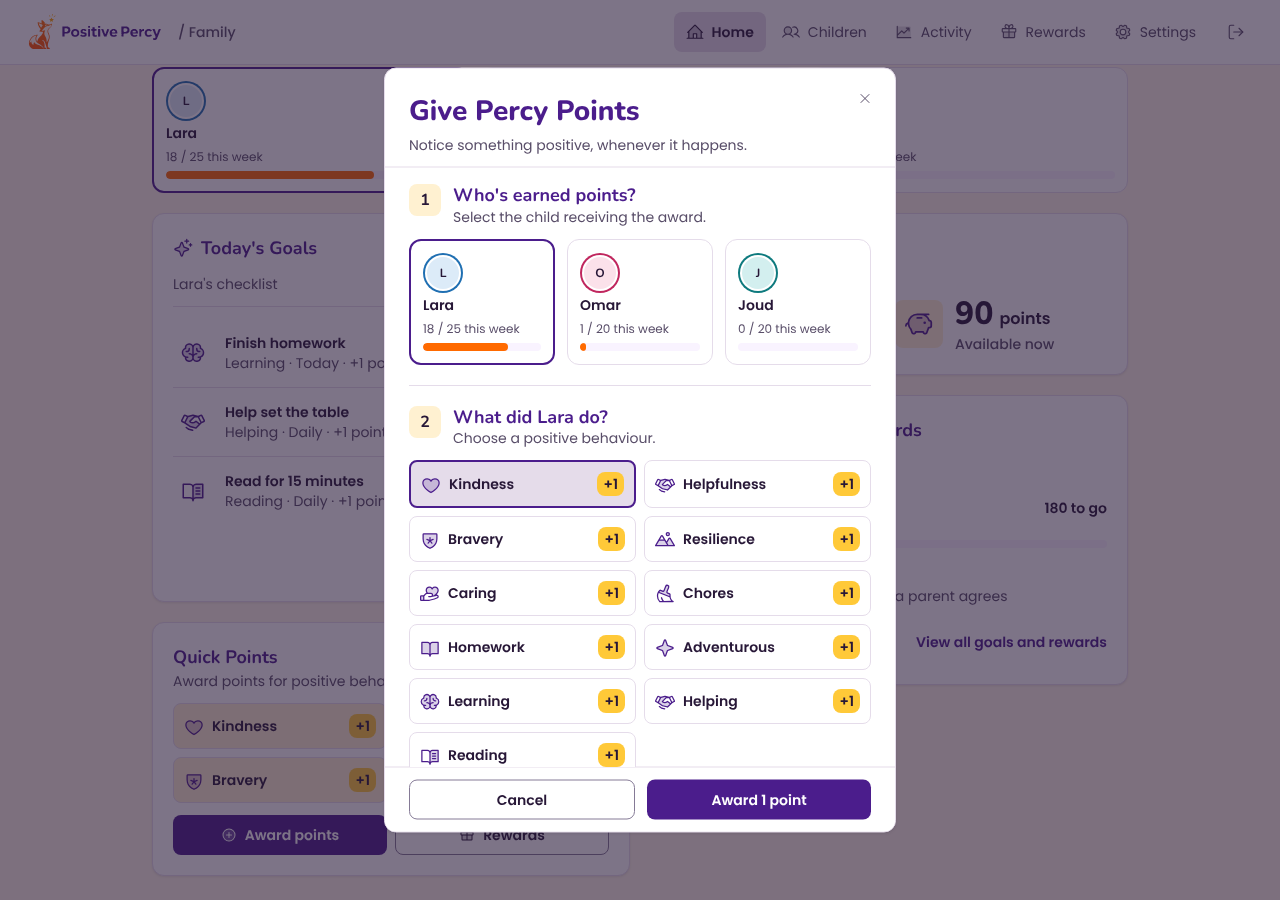 Positive Percy / Family
Home
Children
Activity
Rewards
Settings
L
Lara
18 / 25 this week
Today's Goals
Lara's checklist
Finish homework
Learning · Today · +1
Help set the table
Helping · Daily · +1
Read for 15 minutes
Reading · Daily · +1
Quick Points
Award points for positive
Kindness +1
Bravery +1
Award points
Rewards
90 points
Available now
180 to go
a parent agrees
View all goals and rewards
Give Percy Points
Notice something positive, whenever it happens.
1 Who's earned points?
Select the child receiving the award.
L
Lara
18 / 25 this week
O
Omar
1 / 20 this week
J
Joud
0 / 20 this week
2 What did Lara do?
Choose a positive behaviour.
Kindness +1
Helpfulness +1
Bravery +1
Resilience +1
Caring +1
Chores +1
Homework +1
Adventurous +1
Learning +1
Helping +1
Reading +1
Cancel
Award 1 point